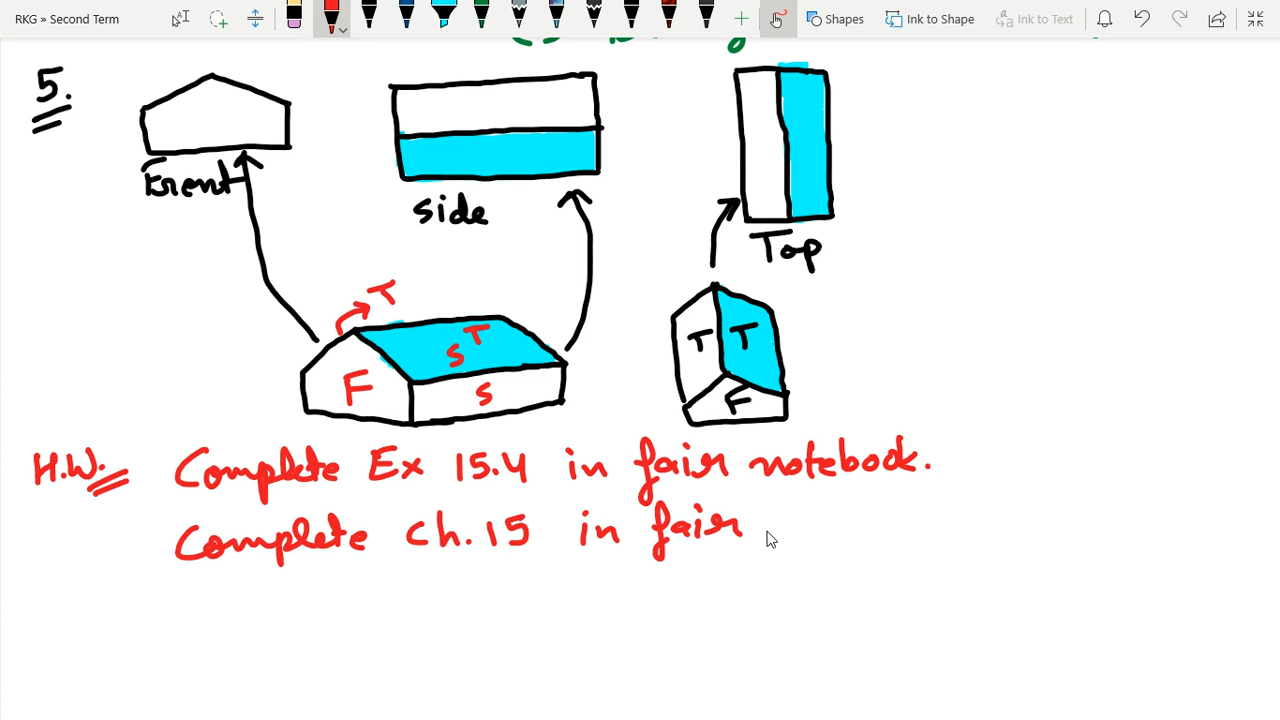 RKG » Second Term
Shapes
Ink to Shape
Ink to Text
5.
Front
Side
Top
T
T
S
F
S
T
T
F
H.W. Complete Ex 15.4 in fair notebook.
Complete ch.15 in fair